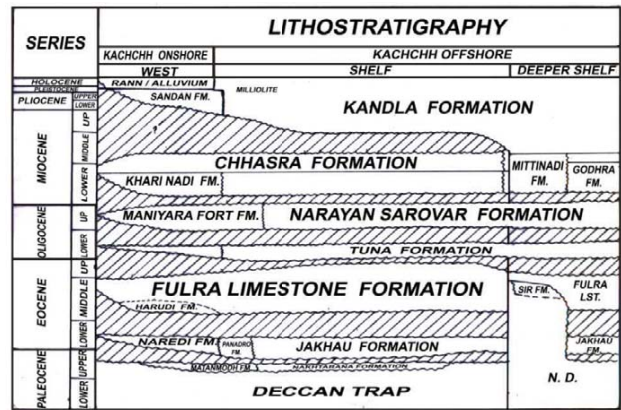 LITHOSTRATIGRAPHY
SERIES
KACHCHH ONSHORE
KACHCHH OFFSHORE
WEST
SHELF
DEEPER SHELF
HOLOCENE
RANN / ALLUVIUM
PLEISTOCENE
MILLIOLITE
PLIOCENE
UPPER
LOWER
SANDAN FM.
KANDLA FORMATION
MIOCENE
UP
MIDDLE
LOWER
CHHASRA FORMATION
KHARI NADI FM.
MITTINADI
FM.
GODHRA
FM.
OLIGOCENE
UP
LOWER
MANIYARA FORT FM.
NARAYAN SAROVAR FORMATION
TUNA FORMATION
EOCENE
UP
MIDDLE
LOWER
FULRA LIMESTONE FORMATION
HARUDI FM.
SIR FM.
FULRA
LST.
NAREDI FM.
PANADRO
FM.
JAKHAU FORMATION
JAKHAU
FM.
PALEOCENE
UPPER
LOWER
MATANMODH FM.
NAKHTARANA FORMATION
DECCAN TRAP
N. D.